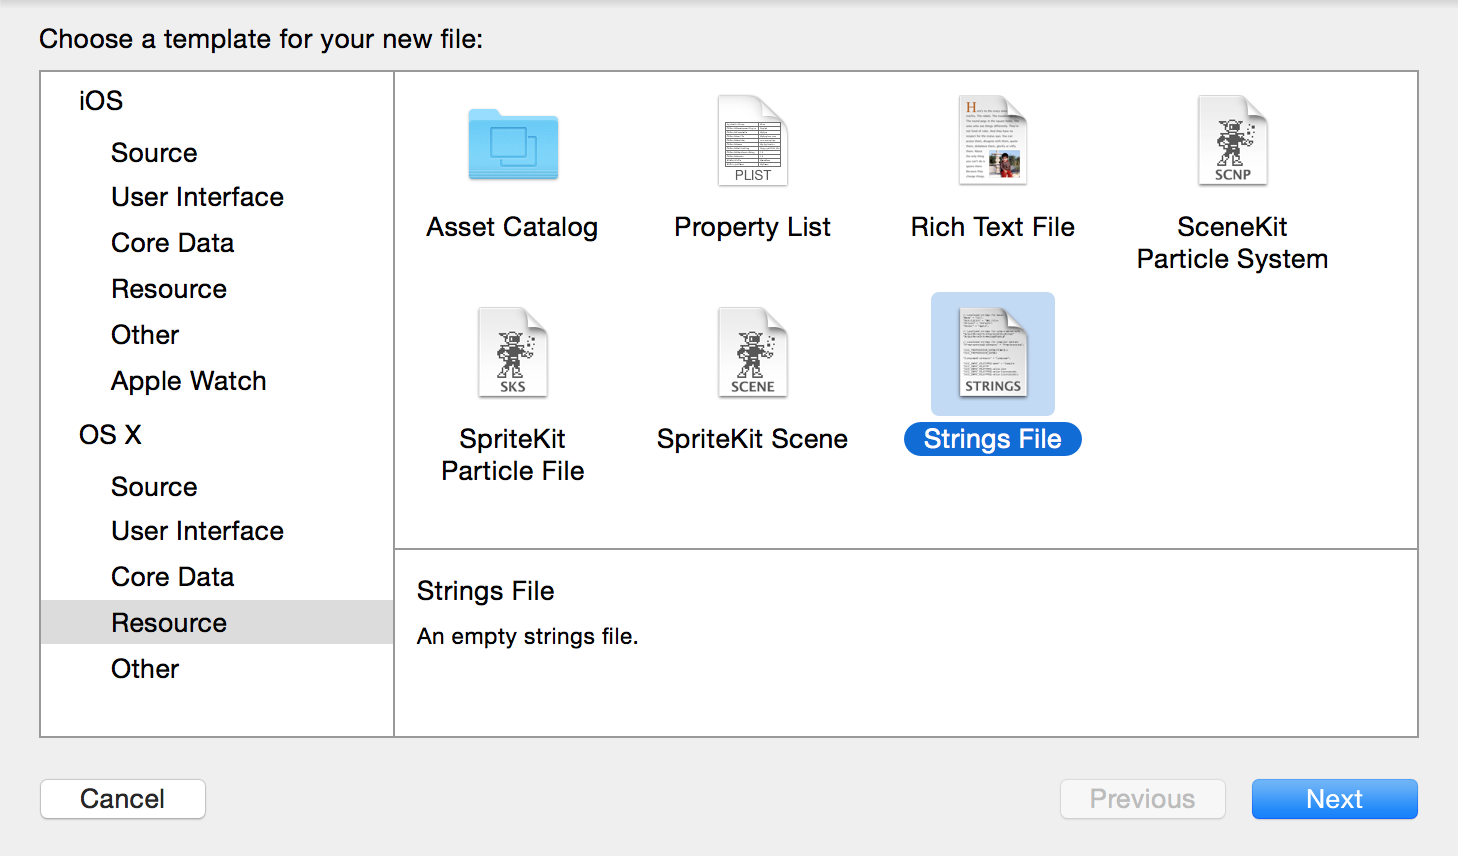 Choose a template for your new file:
iOS
Source
User Interface
Core Data
Resource
Other
Apple Watch
OS X
Source
User Interface
Core Data
Resource
Other
PLIST
SCNP
Asset Catalog
Property List
Rich Text File
SceneKit
Particle System
SKS
SCENE
STRINGS
SpriteKit
Particle File
SpriteKit Scene
Strings File
Strings File
An empty strings file.
Cancel
Previous
Next